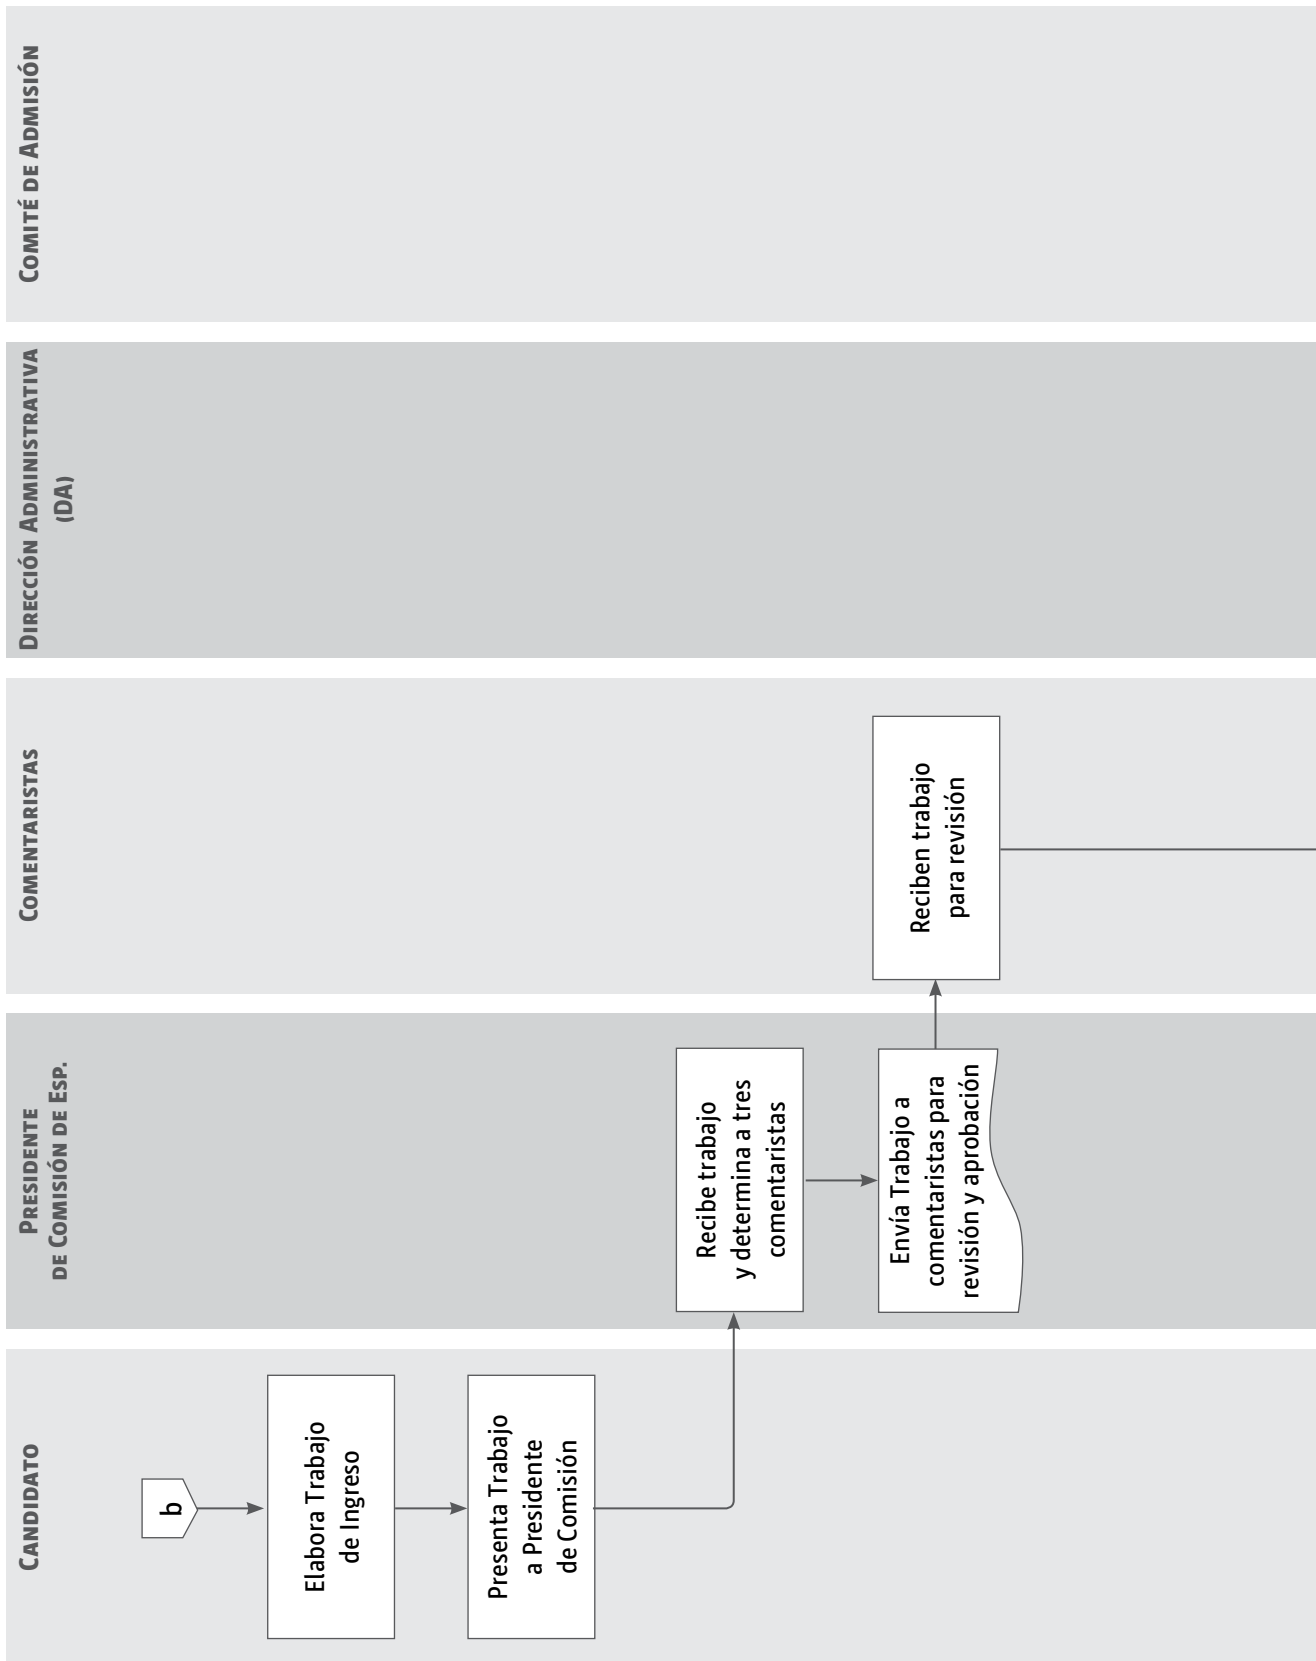 CANDIDATO
PRESIDENTE
DE COMISIÓN DE ESP.
COMENTARISTAS
DIRECCIÓN ADMINISTRATIVA
(DA)
COMITÉ DE ADMISIÓN
b
Elabora Trabajo
de Ingreso
Presenta Trabajo
a Presidente
de Comisión
Recibe trabajo
y determina a tres
comentaristas
Envía Trabajo a
comentaristas para
revisión y aprobación
Reciben trabajo
para revisión